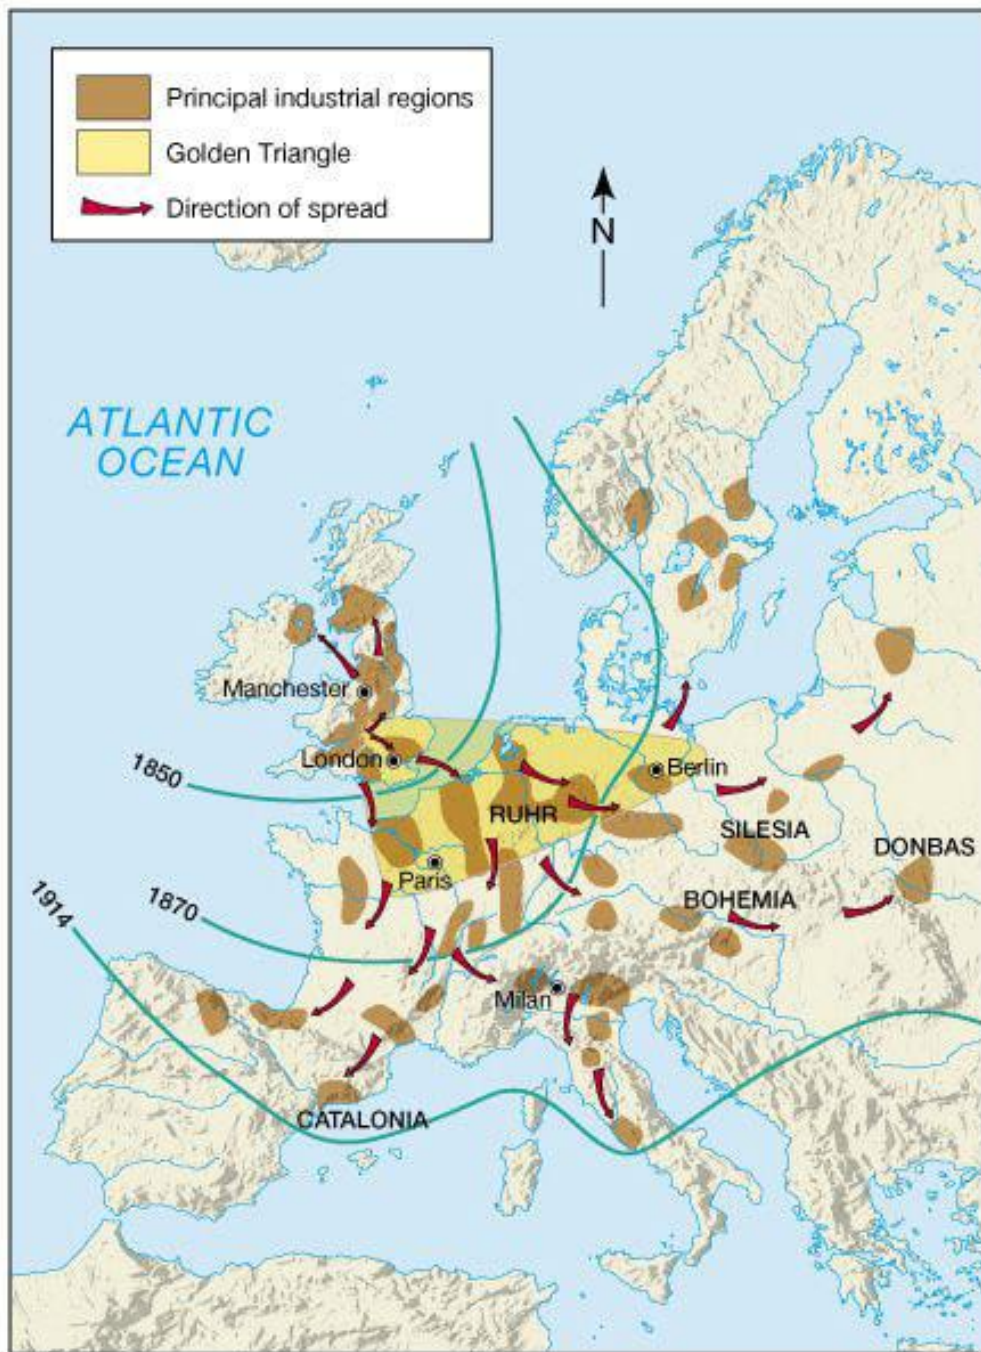 Principal industrial regions
Golden Triangle
Direction of spread
N
ATLANTIC
OCEAN
Manchester
London
1850
Berlin
RUHR
SILESIA
DONBAS
Paris
1870
1914
BOHEMIA
Milan
CATALONIA